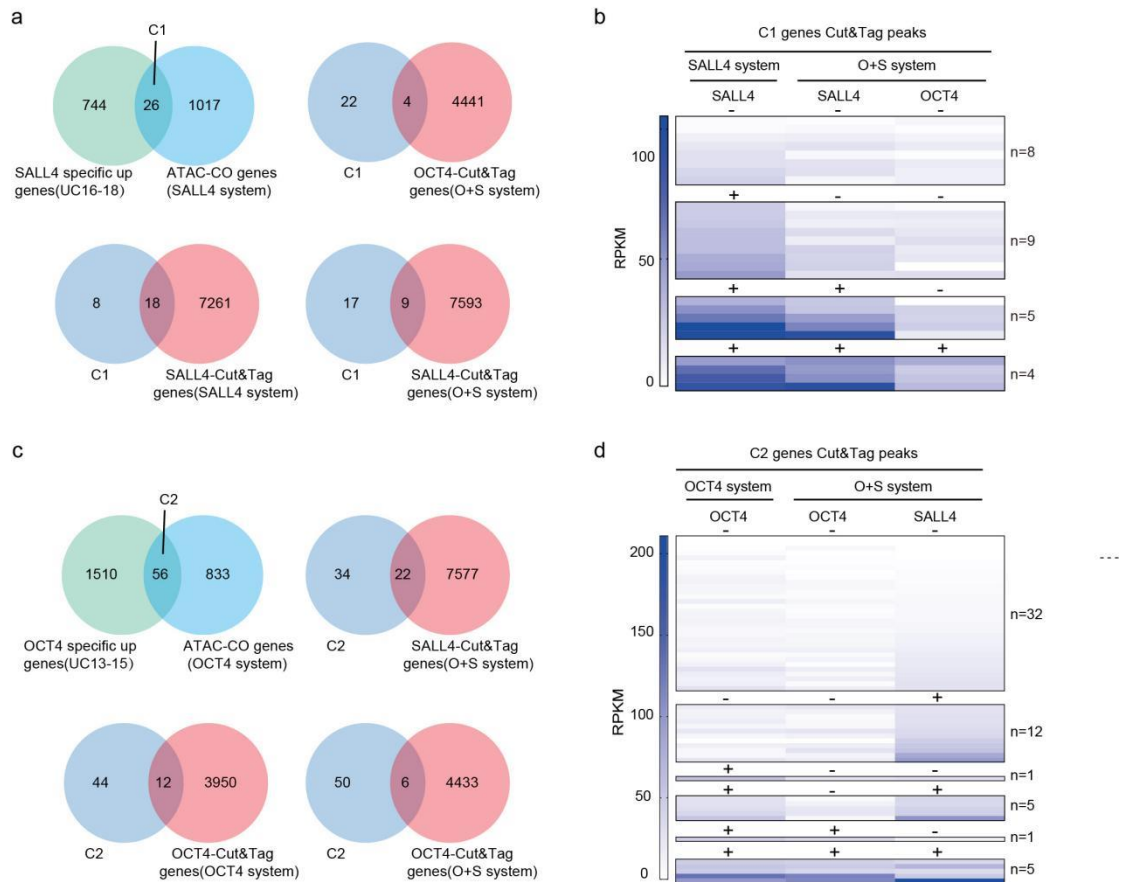 a
C1
744
26
1017
SALL4 specific up
genes(UC16-18)
ATAC-CO genes
(SALL4 system)
22
4
4441
C1
OCT4-Cut&Tag
genes(O+S system)
8
18
7261
C1
SALL4-Cut&Tag
genes(SALL4 system)
17
9
7593
C1
SALL4-Cut&Tag
genes(O+S system)
b
C1 genes Cut&Tag peaks
SALL4 system
O+S system
SALL4
SALL4
OCT4
- - -
n=8
+ - -
n=9
+ + -
n=5
+ + +
n=4
100
50
0
RPKM
c
C2
1510
56
833
OCT4 specific up
genes(UC13-15)
ATAC-CO genes
(OCT4 system)
34
22
7577
C2
SALL4-Cut&Tag
genes(O+S system)
44
12
3950
C2
OCT4-Cut&Tag
genes(OCT4 system)
50
6
4433
C2
OCT4-Cut&Tag
genes(O+S system)
d
C2 genes Cut&Tag peaks
OCT4 system
O+S system
OCT4
OCT4
SALL4
- - -
n=32
- - +
n=12
+ - -
n=1
+ - +
n=5
+ + -
n=1
+ + +
n=5
200
150
100
50
0
RPKM